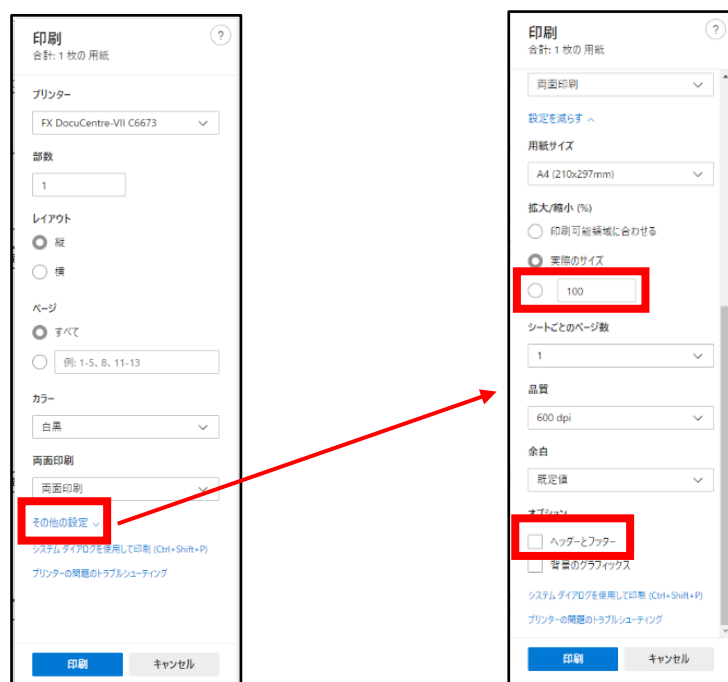 印刷
?
合計: 1 枚の 用紙
プリンター
FX DocuCentre-VII C6673
部数
1
レイアウト
縦
横
ページ
すべて
例: 1-5、8、11-13
カラー
白黒
両面印刷
両面印刷
その他の設定
システム ダイアログを使用して印刷 (Ctrl+Shift+P)
プリンターの問題のトラブルシューティング
印刷
キャンセル
印刷
?
合計: 1 枚の 用紙
両面印刷
設定を減らす
用紙サイズ
A4 (210x297mm)
拡大/縮小 (%)
印刷可能領域に合わせる
実際のサイズ
100
シートごとのページ数
1
品質
600 dpi
余白
既定値
オプション
ヘッダーとフッター
背景のグラフィックス
システム ダイアログを使用して印刷 (Ctrl+Shift+P)
プリンターの問題のトラブルシューティング
印刷
キャンセル